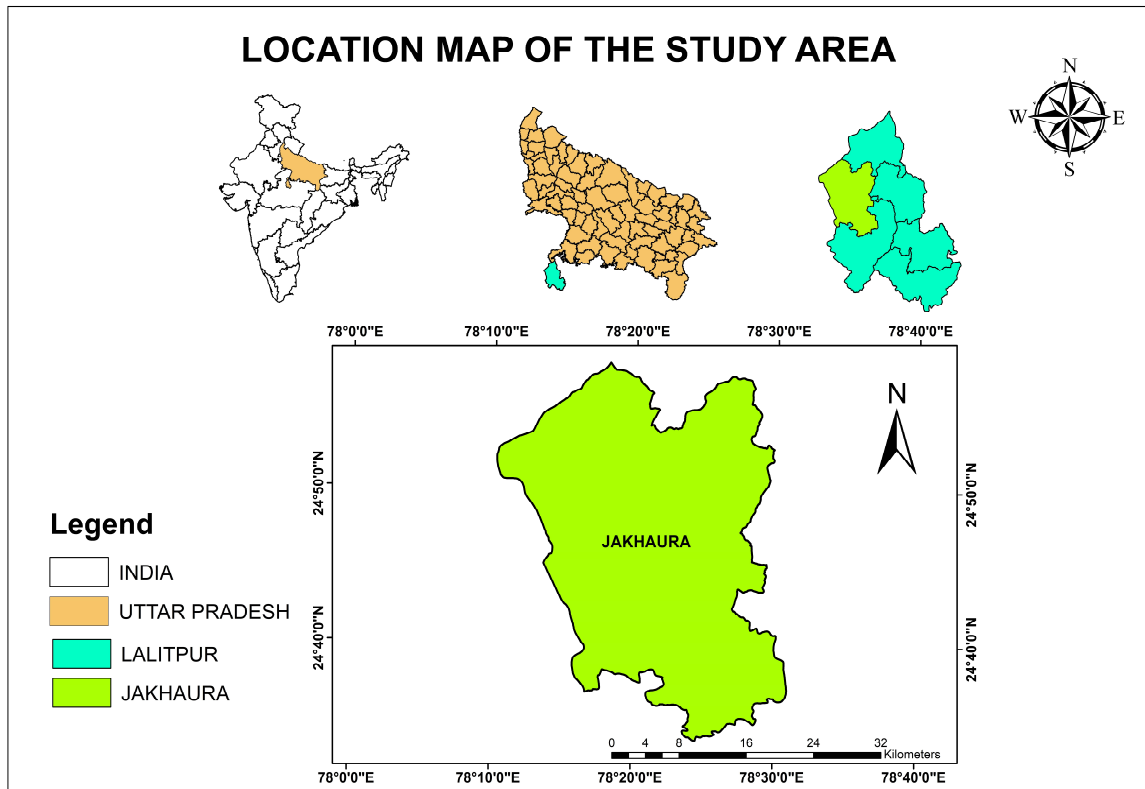 LOCATION MAP OF THE STUDY AREA
N
W E
S
78°0'0"E 78°10'0"E 78°20'0"E 78°30'0"E 78°40'0"E
N
24°50'0"N 24°50'0"N
JAKHAURA
24°40'0"N 24°40'0"N
Legend
INDIA
UTTAR PRADESH
LALITPUR
JAKHAURA
0 4 8 16 24 32
Kilometers
78°0'0"E 78°10'0"E 78°20'0"E 78°30'0"E 78°40'0"E